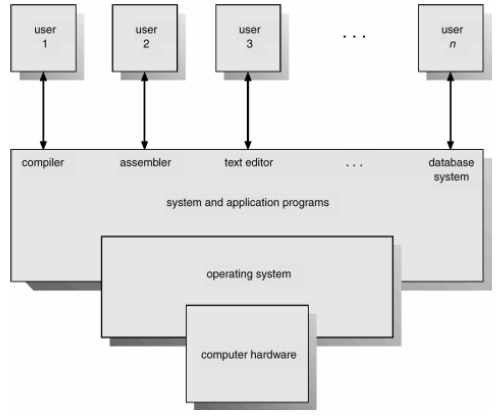 user user user . . . user
1 2 3 n
compiler assembler text editor . . . database
system
system and application programs
operating system
computer hardware